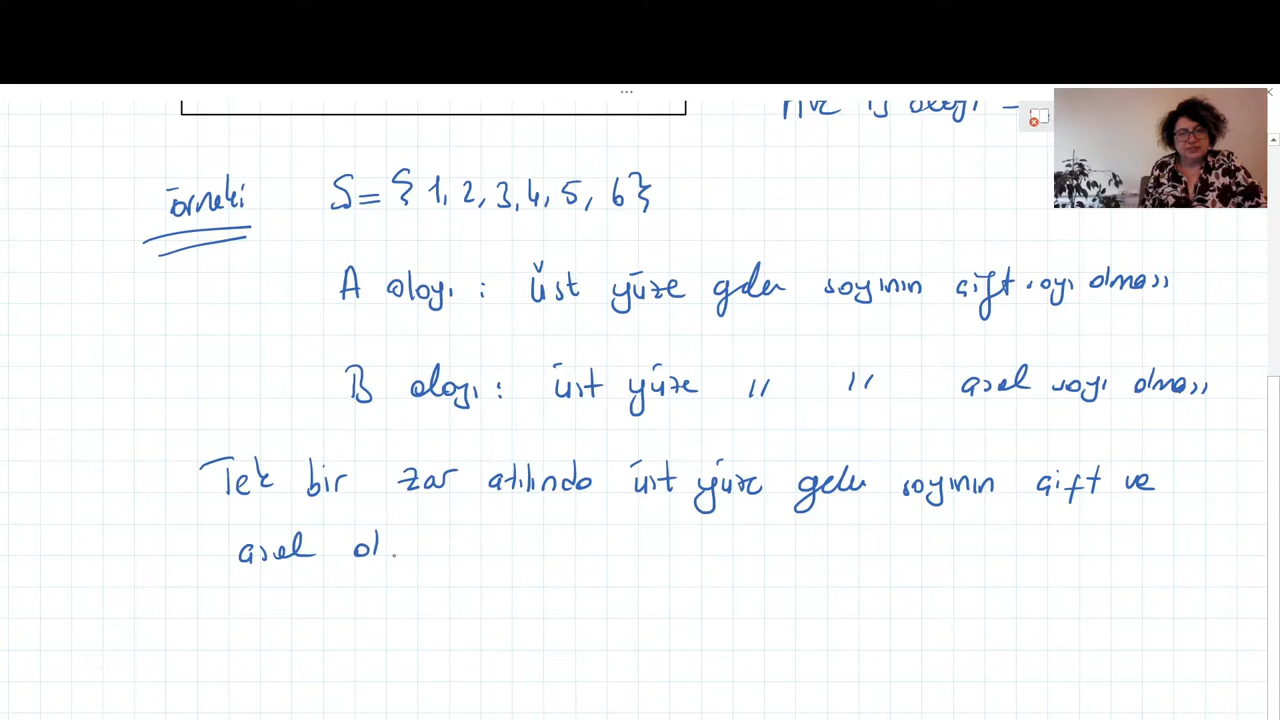 örnek:
S = { 1, 2, 3, 4, 5, 6}
A olayı : üst yüze gelen sayının çift sayı olması
B olayı : üst yüze " " asal sayı olması
Tek bir zar atılında üst yüze gelen sayının çift ve
asal ol